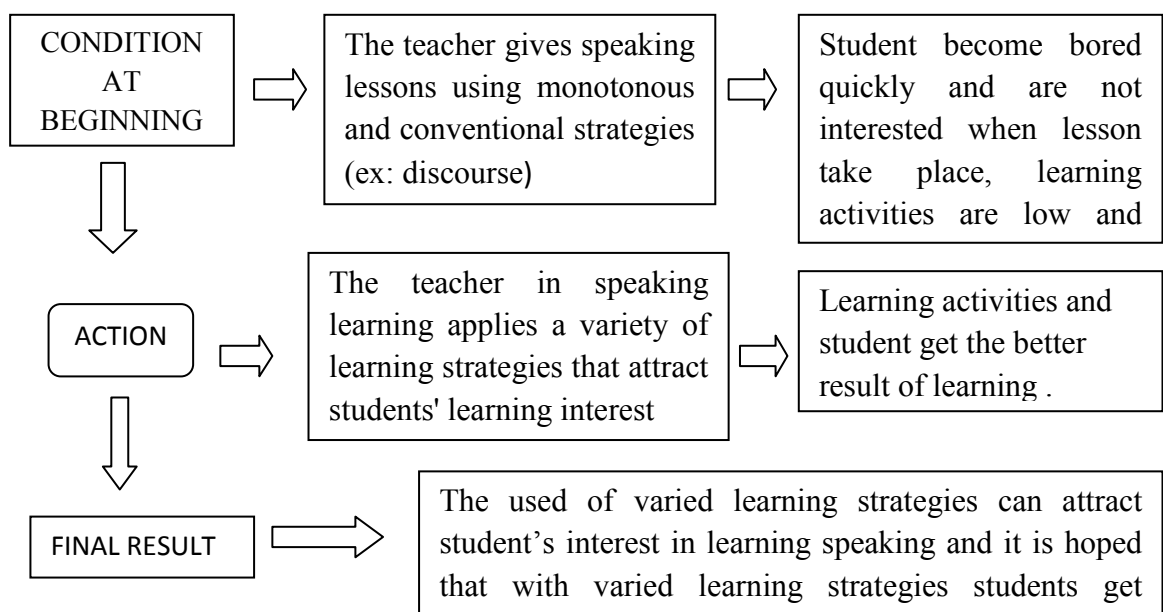 CONDITION
AT
BEGINNING
The teacher gives speaking
lessons using monotonous
and conventional strategies
(ex: discourse)
Student become bored
quickly and are not
interested when lesson
take place, learning
activities are low and
ACTION
The teacher in speaking
learning applies a variety of
learning strategies that attract
students' learning interest
Learning activities and
student get the better
result of learning .
FINAL RESULT
The used of varied learning strategies can attract
student’s interest in learning speaking and it is hoped
that with varied learning strategies students get